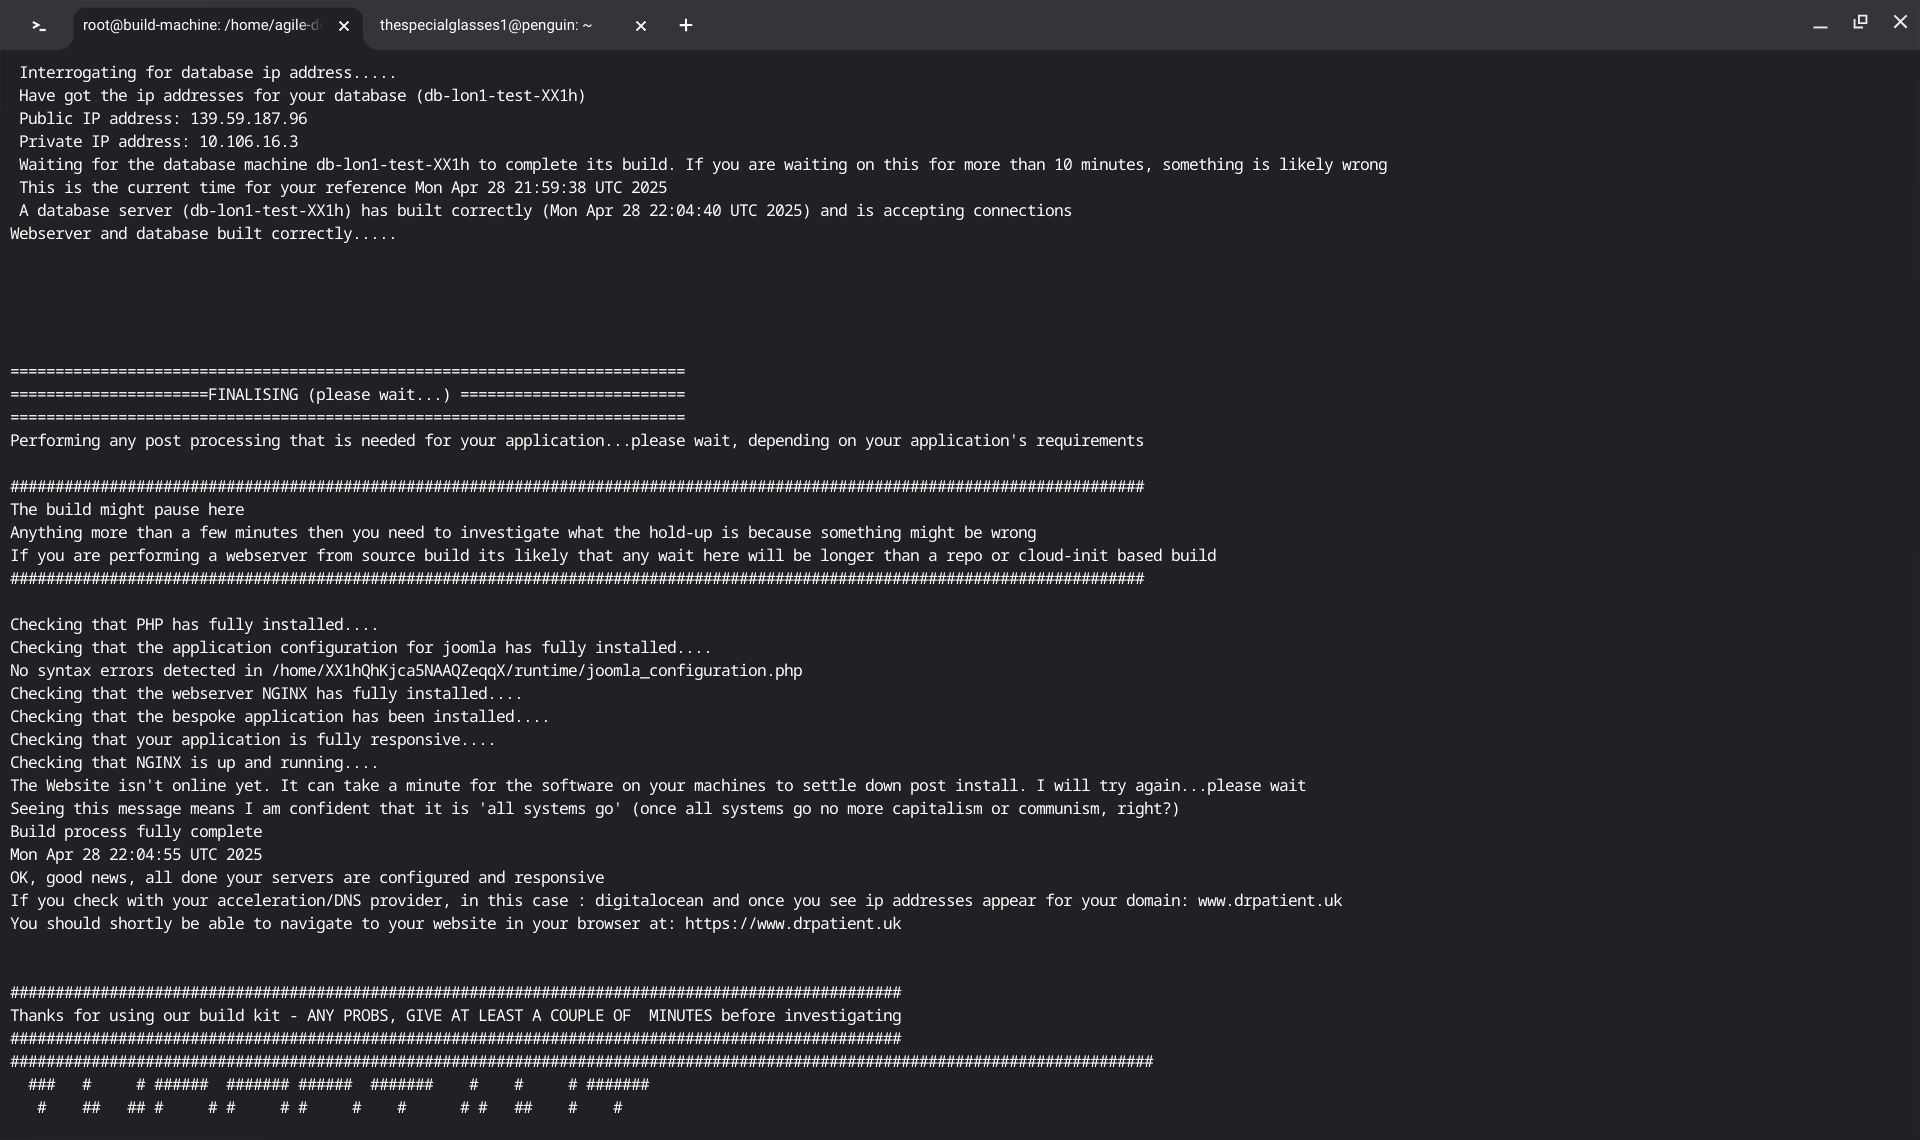 root@build-machine: /home/agile-d
thespecialglasses1@penguin: ~
Interrogating for database ip address.....
Have got the ip addresses for your database (db-lon1-test-XX1h)
Public IP address: 139.59.187.96
Private IP address: 10.106.16.3
Waiting for the database machine db-lon1-test-XX1h to complete its build. If you are waiting on this for more than 10 minutes, something is likely wrong
This is the current time for your reference Mon Apr 28 21:59:38 UTC 2025
A database server (db-lon1-test-XX1h) has built correctly (Mon Apr 28 22:04:40 UTC 2025) and is accepting connections
Webserver and database built correctly.....
===========================================================================
======================FINALISING (please wait...) =========================
===========================================================================
Performing any post processing that is needed for your application...please wait, depending on your application's requirements
##############################################################################################################################
The build might pause here
Anything more than a few minutes then you need to investigate what the hold-up is because something might be wrong
If you are performing a webserver from source build its likely that any wait here will be longer than a repo or cloud-init based build
##############################################################################################################################
Checking that PHP has fully installed....
Checking that the application configuration for joomla has fully installed....
No syntax errors detected in /home/XX1hQhKjca5NAAQZeqqX/runtime/joomla_configuration.php
Checking that the webserver NGINX has fully installed....
Checking that the bespoke application has been installed....
Checking that your application is fully responsive....
Checking that NGINX is up and running....
The Website isn't online yet. It can take a minute for the software on your machines to settle down post install. I will try again...please wait
Seeing this message means I am confident that it is 'all systems go' (once all systems go no more capitalism or communism, right?)
Build process fully complete
Mon Apr 28 22:04:55 UTC 2025
OK, good news, all done your servers are configured and responsive
If you check with your acceleration/DNS provider, in this case : digitalocean and once you see ip addresses appear for your domain: www.drpatient.uk
You should shortly be able to navigate to your website in your browser at: https://www.drpatient.uk
###################################################################################################
Thanks for using our build kit - ANY PROBS, GIVE AT LEAST A COUPLE OF  MINUTES before investigating
###################################################################################################
###############################################################################################################################
  ###   #     # ######  ####### ######  #######    #    #     # #######
   #    ##   ## #     # #     # #     #    #      # #   ##    #    #